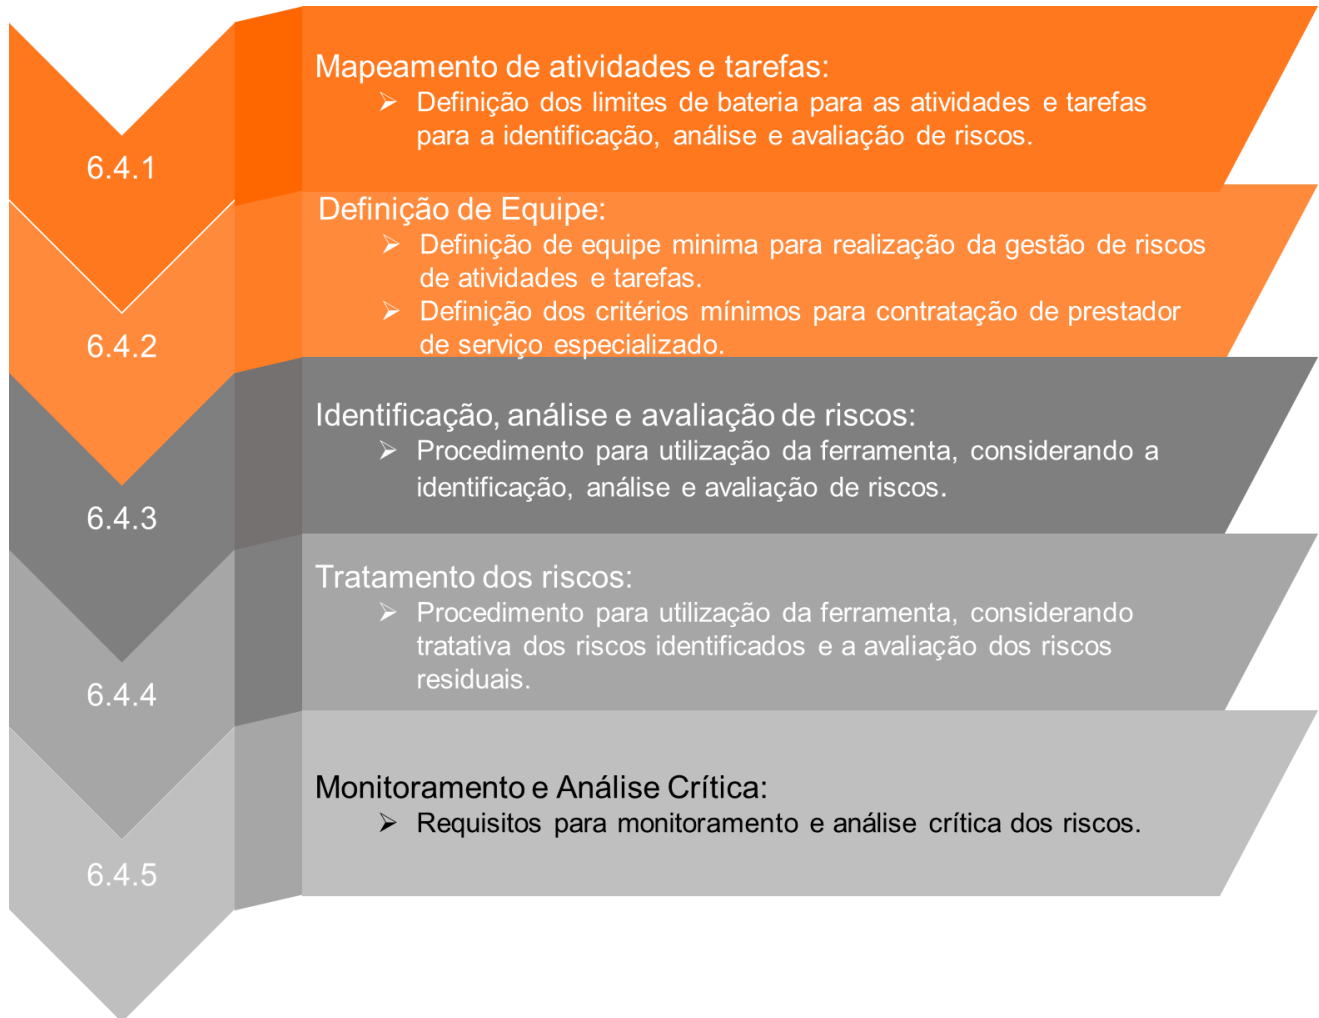 6.4.1
Mapeamento de atividades e tarefas:
➢ Definição dos limites de bateria para as atividades e tarefas
para a identificação, análise e avaliação de riscos.
6.4.2
Definição de Equipe:
➢ Definição de equipe minima para realização da gestão de riscos
de atividades e tarefas.
➢ Definição dos critérios mínimos para contratação de prestador
de serviço especializado.
6.4.3
Identificação, análise e avaliação de riscos:
➢ Procedimento para utilização da ferramenta, considerando a
identificação, análise e avaliação de riscos.
6.4.4
Tratamento dos riscos:
➢ Procedimento para utilização da ferramenta, considerando
tratativa dos riscos identificados e a avaliação dos riscos
residuais.
6.4.5
Monitoramento e Análise Crítica:
➢ Requisitos para monitoramento e análise crítica dos riscos.